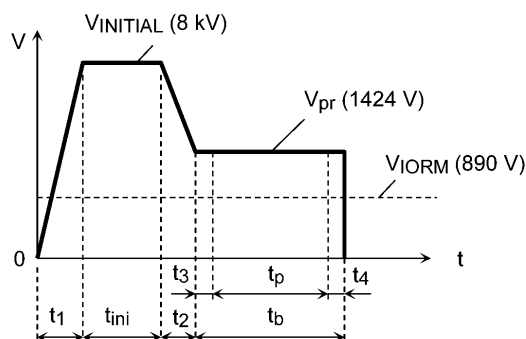 VINITIAL (8 kV)
V
Vpr (1424 V)
VIORM (890 V)
0
t
t3
tp
t4
t1
tini
t2
tb